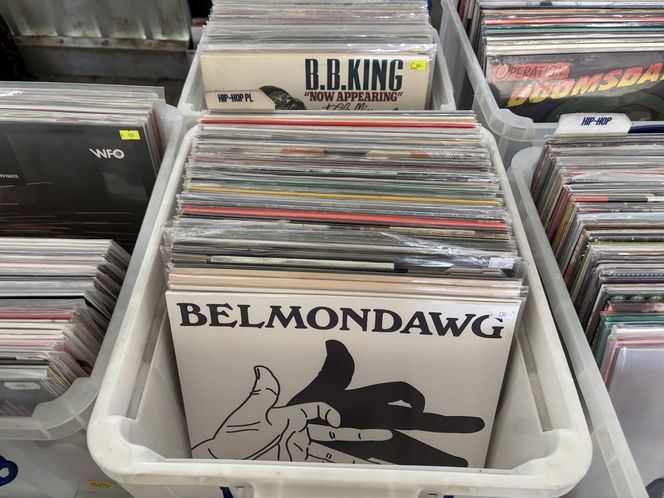 B.B.KING
"NOW APPEARING"
HIP-HOP PL
OPERATION:
DOOMSDAY
HIP-HOP
WFO
BELMONDAWG